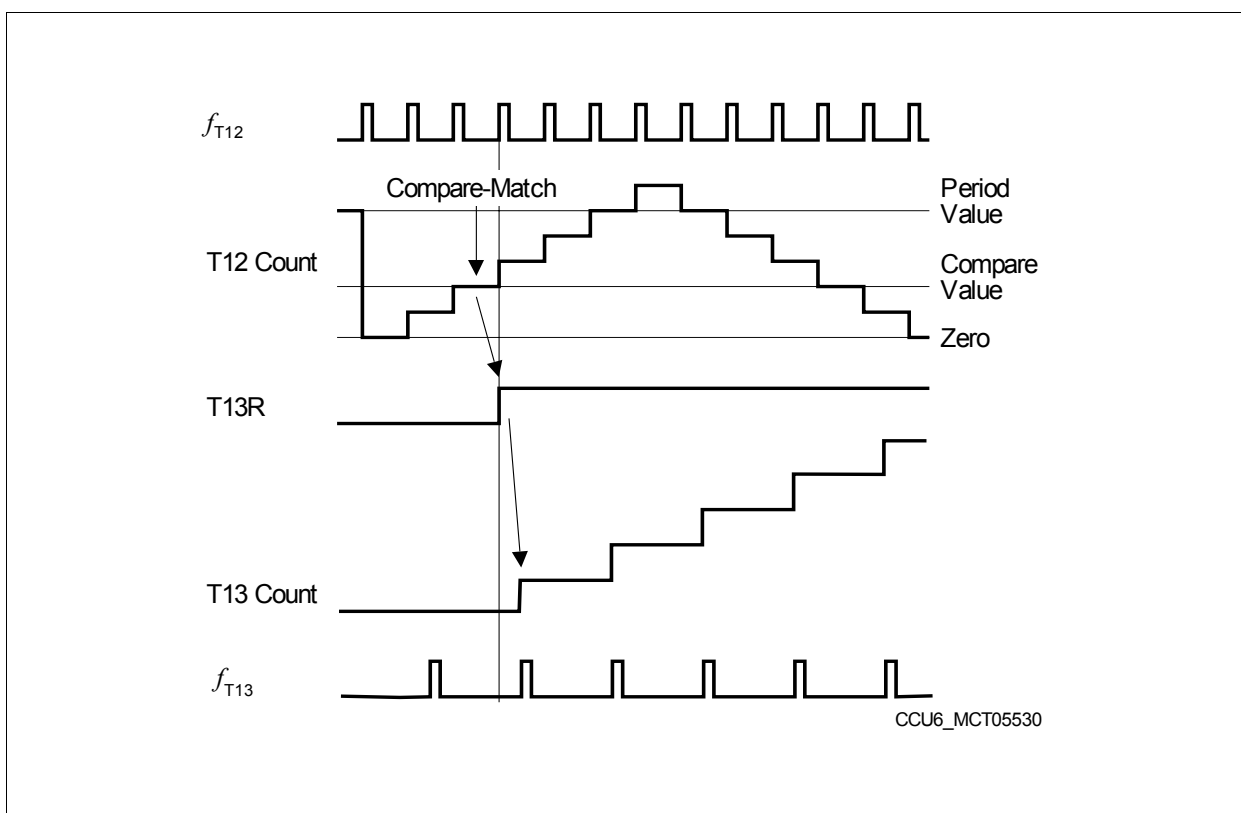 fT12
Compare-Match
Period
Value
T12 Count
Compare
Value
Zero
T13R
T13 Count
fT13
CCU6_MCT05530